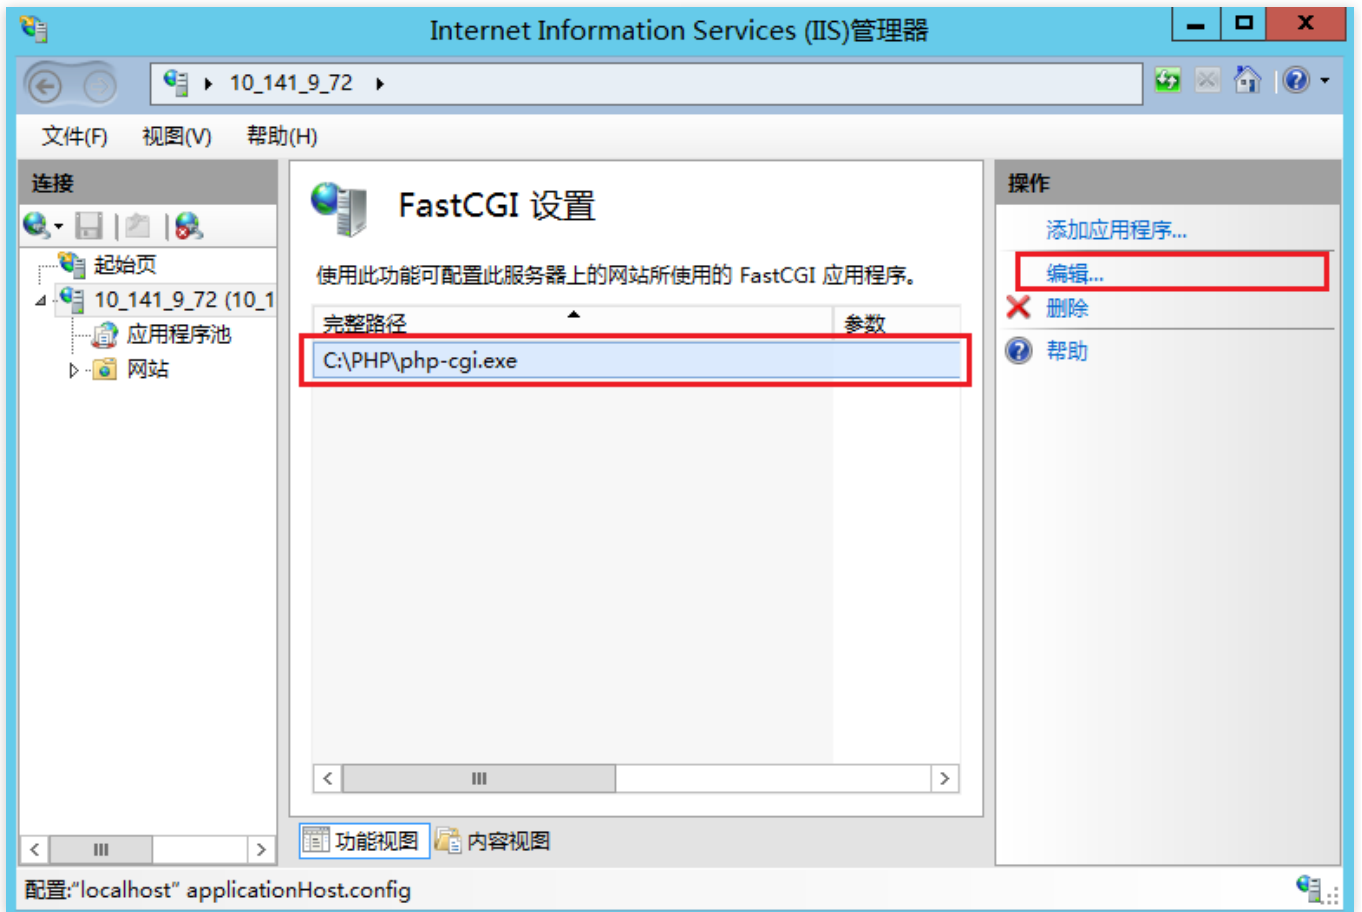 Internet Information Services (IIS)管理器
10_141_9_72
文件(F) 视图(V) 帮助(H)
连接
起始页
10_141_9_72 (10_1
应用程序池
网站
FastCGI 设置
使用此功能可配置此服务器上的网站所使用的 FastCGI 应用程序。
完整路径 参数
C:\PHP\php-cgi.exe
功能视图 内容视图
操作
添加应用程序...
编辑...
删除
帮助
配置:"localhost" applicationHost.config